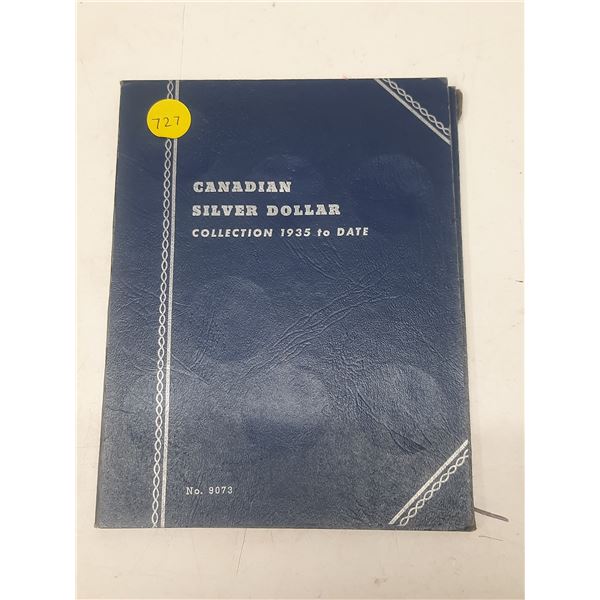 727
CANADIAN
SILVER DOLLAR
COLLECTION 1935 to DATE
No. 9073